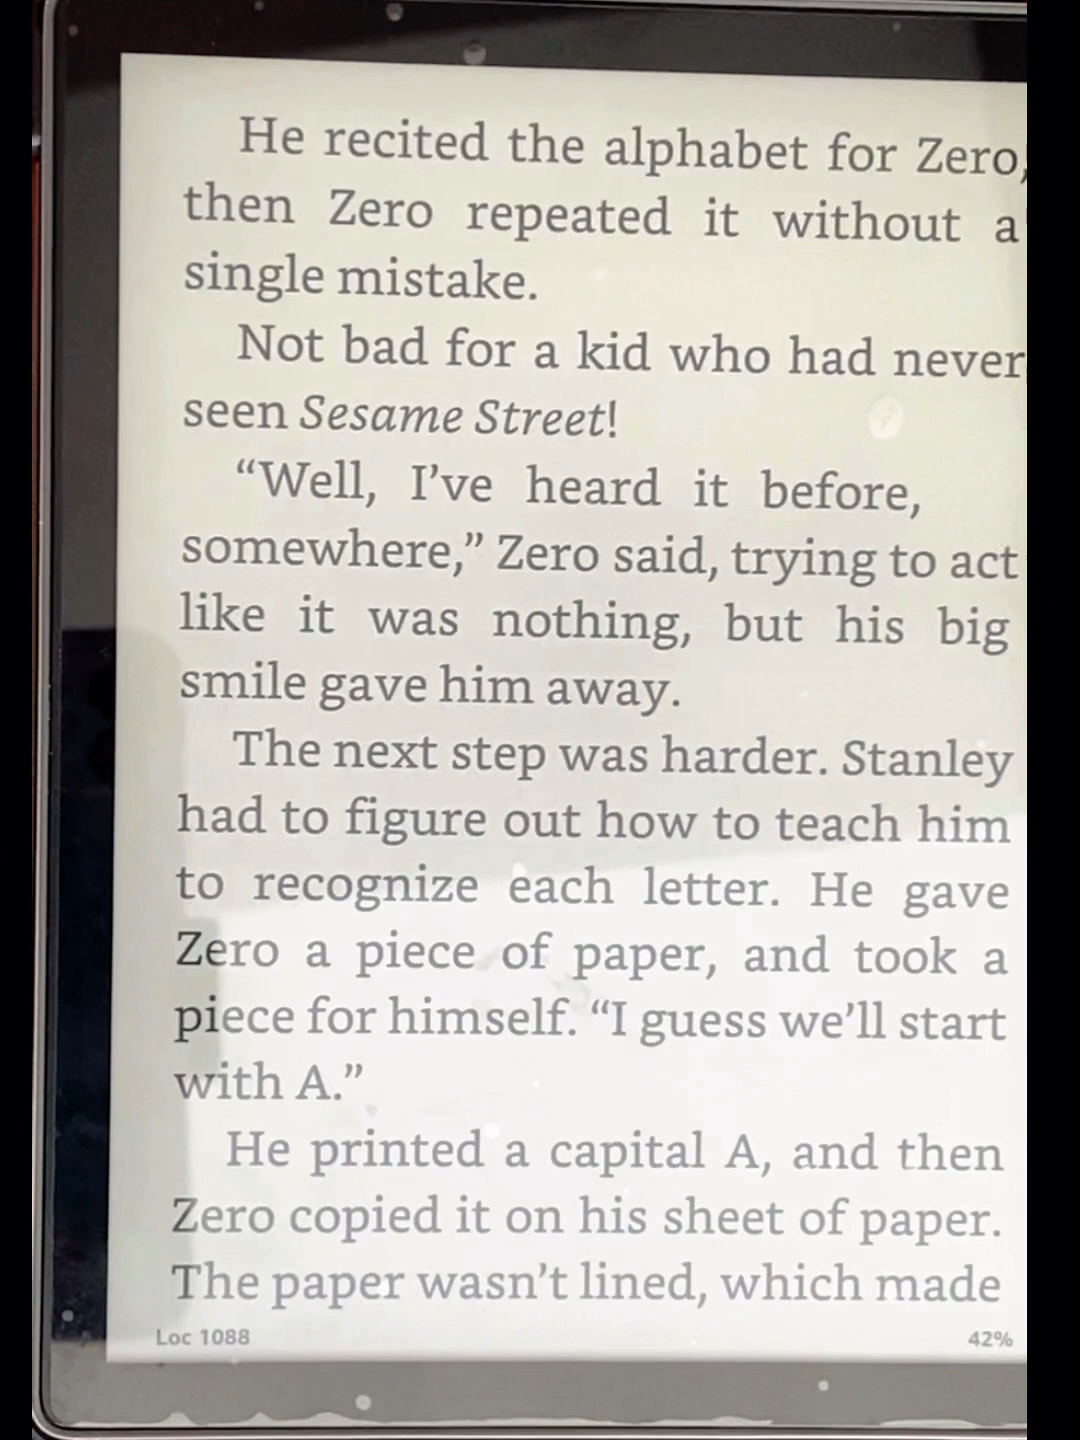 He recited the alphabet for Zero,
then Zero repeated it without a
single mistake.
Not bad for a kid who had never
seen Sesame Street!
“Well, I’ve heard it before,
somewhere,” Zero said, trying to act
like it was nothing, but his big
smile gave him away.
The next step was harder. Stanley
had to figure out how to teach him
to recognize each letter. He gave
Zero a piece of paper, and took a
piece for himself. “I guess we’ll start
with A.”
He printed a capital A, and then
Zero copied it on his sheet of paper.
The paper wasn’t lined, which made
Loc 1088 42%